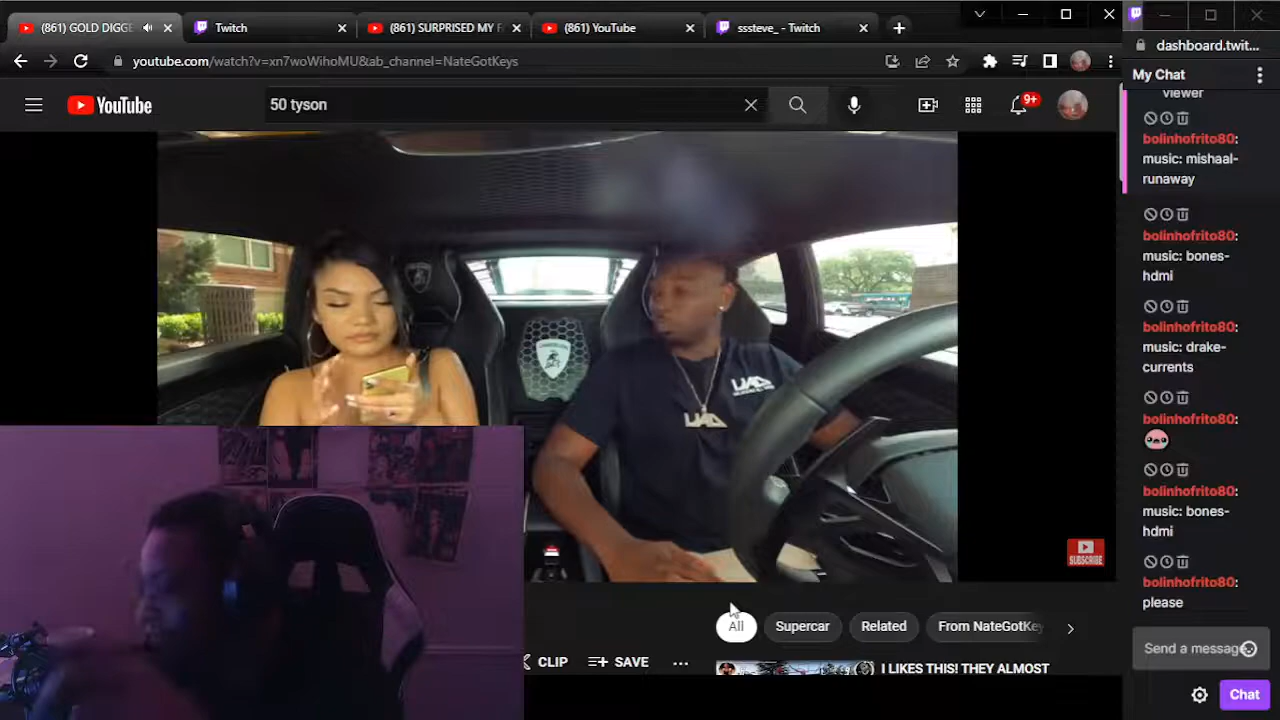 (861) GOLD DIGGE
Twitch
(861) SURPRISED MY F
(861) YouTube
sssteve_ - Twitch
youtube.com/watch?v=xn7woWihoMU&ab_channel=NateGotKeys
dashboard.twit...
YouTube
50 tyson
9+
My Chat
viewer
bolinhofrito80:
music: mishaal-
runaway
bolinhofrito80:
music: bones-
hdmi
bolinhofrito80:
music: drake-
currents
bolinhofrito80:
bolinhofrito80:
music: bones-
hdmi
bolinhofrito80:
please
UAD
UAD
SUBSCRIBE
All
Supercar
Related
From NateGotKey
CLIP
SAVE
I LIKES THIS! THEY ALMOST
Send a message
Chat